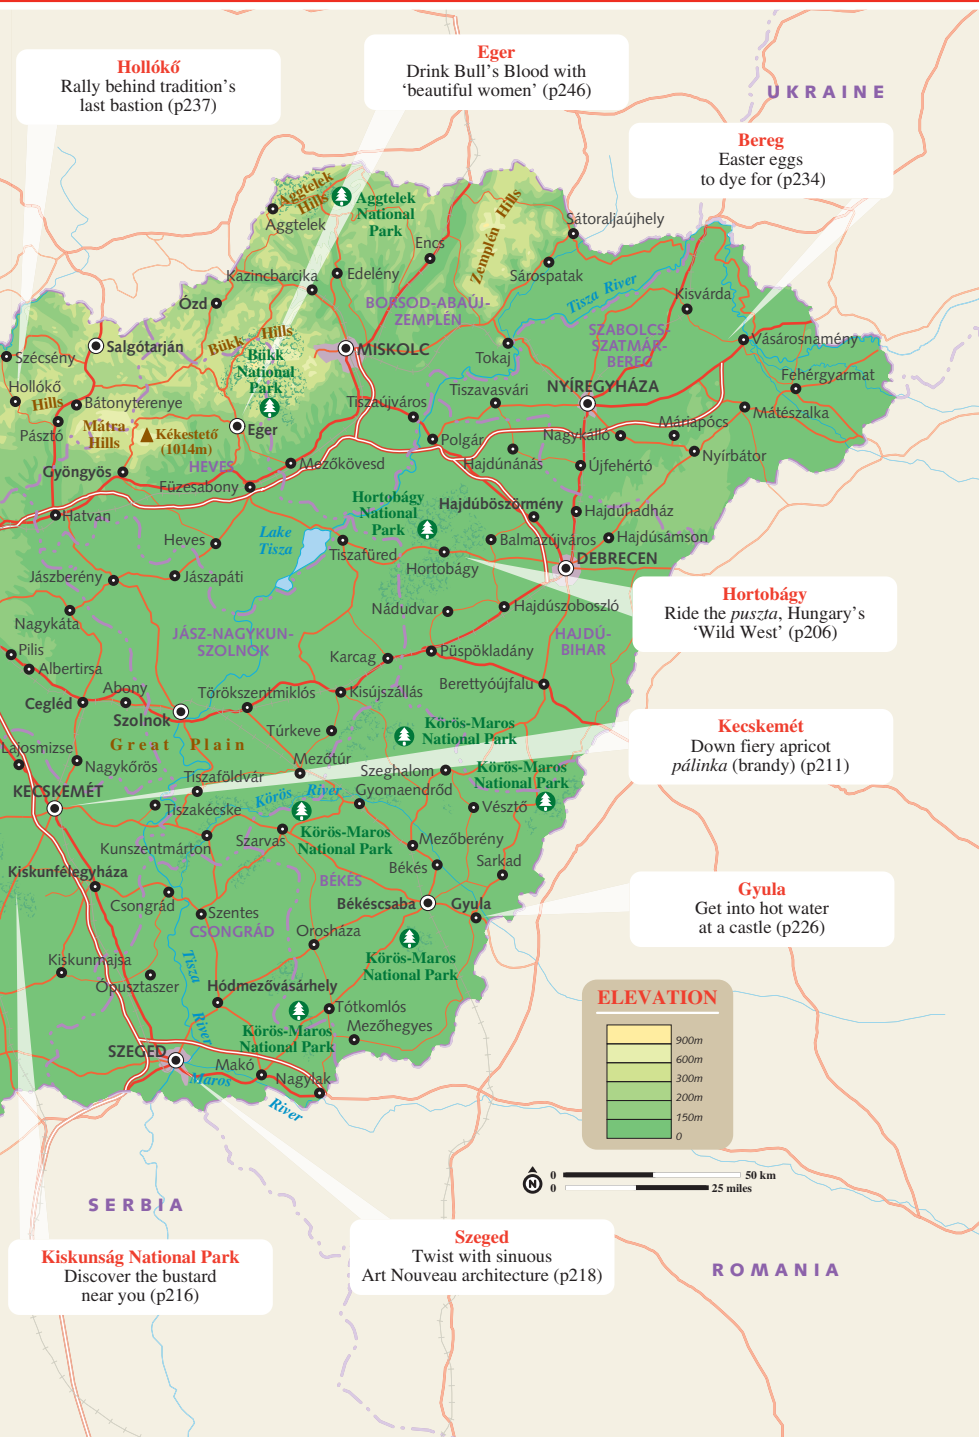 Hollókő
Rally behind tradition's
last bastion (p237)
Eger
Drink Bull's Blood with
'beautiful women' (p246)
UKRAINE
Bereg
Easter eggs
to dye for (p234)
Aggtelek
Hills
Aggtelek
National
Park
Aggtelek
Zemplén Hills
Sátoraljaújhely
Encs
Kazincbarcika
Edelény
Sárospatak
Tisza River
Kisvárda
Ózd
BORSOD-ABAÚJ-
ZEMPLÉN
SZABOLCS-
SZATMÁR-
BEREG
Bükk Hills
Salgótarján
MISKOLC
Vásárosnamény
Szécsény
Bükk
National
Park
Tokaj
Fehérgyarmat
Hollókő
Hills
Bátonyterenye
Tiszaújváros
Tiszavasvári
NYÍREGYHÁZA
Mátészalka
Pásztó
Mátra
Hills
Kékestető
(1014m)
Eger
Polgár
Nagykálló
Máriapócs
Gyöngyös
HEVES
Mezőkövesd
Hajdúnánás
Újfehértó
Nyírbátor
Füzesabony
Hortobágy
National
Park
Hajdúböszörmény
Hajdúhadház
Hatvan
Heves
Lake
Tisza
Tiszafüred
Balmazújváros
Hajdúsámson
DEBRECEN
Hortobágy
Jászberény
Jászapáti
Hortobágy
Ride the puszta, Hungary's
'Wild West' (p206)
Nagykáta
Nádudvar
Hajdúszoboszló
JÁSZ-NAGYKUN-
SZOLNOK
HAJDÚ-
BIHAR
Pilis
Albertirsa
Karcag
Püspökladány
Cegléd
Abony
Törökszentmiklós
Kisújszállás
Berettyóújfalu
Szolnok
Túrkeve
Körös-Maros
National Park
Kecskemét
Down fiery apricot
pálinka (brandy) (p211)
Lajosmizse
Great Plain
Nagykőrös
Mezőtúr
Szeghalom
Körös-Maros
National Park
KECSKEMÉT
Tiszaföldvár
Körös River
Gyomaendrőd
Tiszakécske
Vésztő
Kunszentmárton
Szarvas
Körös-Maros
National Park
Mezőberény
Kiskunfélegyháza
BÉKÉS
Békés
Sarkad
Csongrád
Szentes
Békéscsaba
Gyula
Gyula
Get into hot water
at a castle (p226)
CSONGRÁD
Orosháza
Kiskunmajsa
Tisza
River
Körös-Maros
National Park
Ópusztaszer
Hódmezővásárhely
Tótkomlós
Körös-Maros
National Park
Mezőhegyes
SZEGED
Makó
Nagylak
Maros
River
ELEVATION
900m
600m
300m
200m
150m
0
N
0 50 km
0 25 miles
SERBIA
ROMANIA
Kiskunság National Park
Discover the bustard
near you (p216)
Szeged
Twist with sinuous
Art Nouveau architecture (p218)